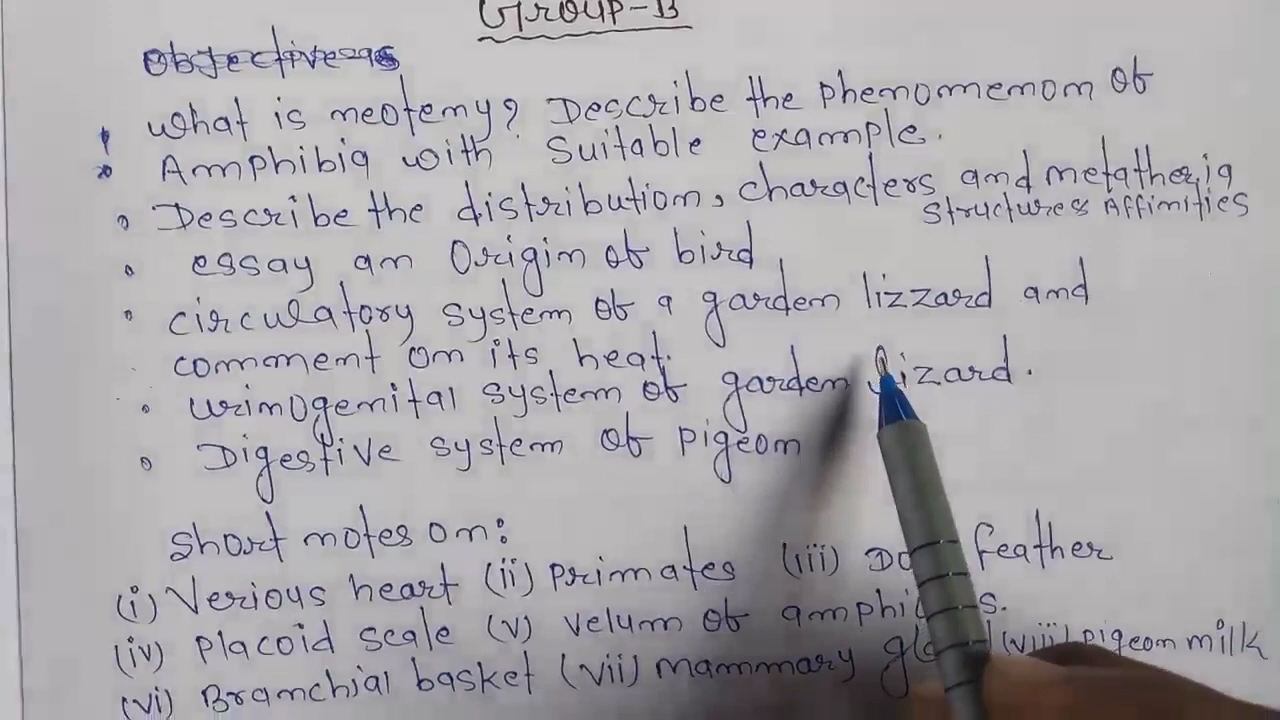 Group-B
Objective-qs
What is neoteny? Describe the phenomenon of
Amphibia with Suitable example.
Describe the distribution, characters and metatheria
Structures Affinities
essay an Origin of bird
circulatory system of a garden lizzard and
comment on its heat.
urinogenital system of garden lizard.
Digestive system of pigeon
Short notes on:
(i) Verious heart (ii) Primates (iii) feather
(iv) Placoid scale (v) velum of
(vi) Branchial basket (vii) mammary (viii) pigeon milk